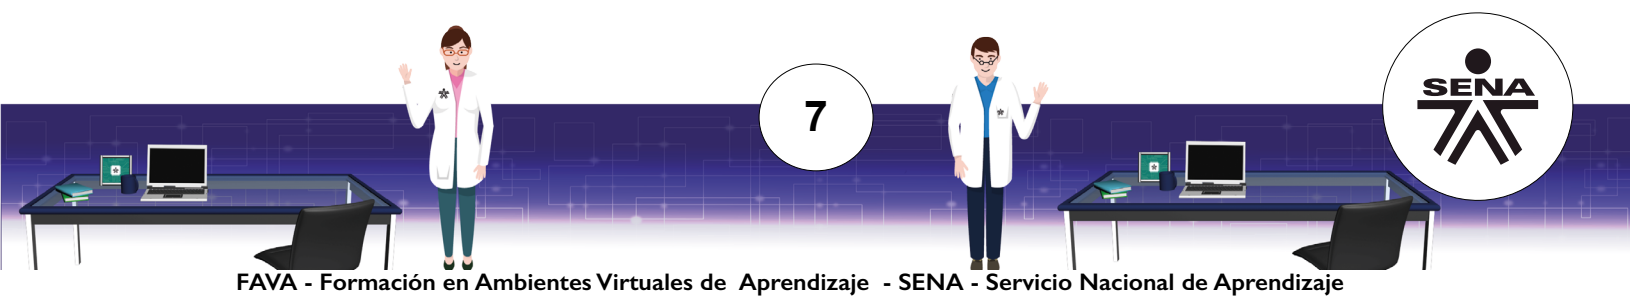 7
SENA
FAVA - Formación en Ambientes Virtuales de Aprendizaje - SENA - Servicio Nacional de Aprendizaje